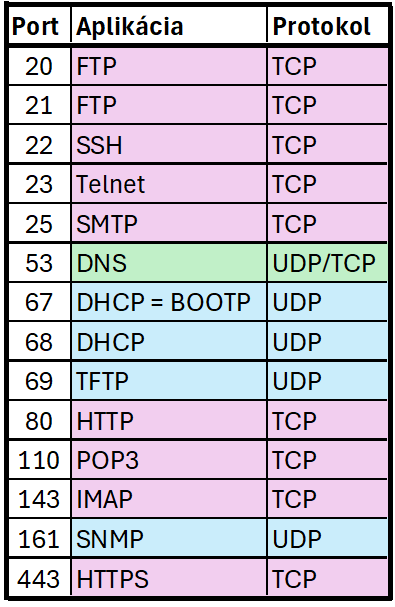 Port Aplikácia Protokol
20 FTP TCP
21 FTP TCP
22 SSH TCP
23 Telnet TCP
25 SMTP TCP
53 DNS UDP/TCP
67 DHCP = BOOTP UDP
68 DHCP UDP
69 TFTP UDP
80 HTTP TCP
110 POP3 TCP
143 IMAP TCP
161 SNMP UDP
443 HTTPS TCP